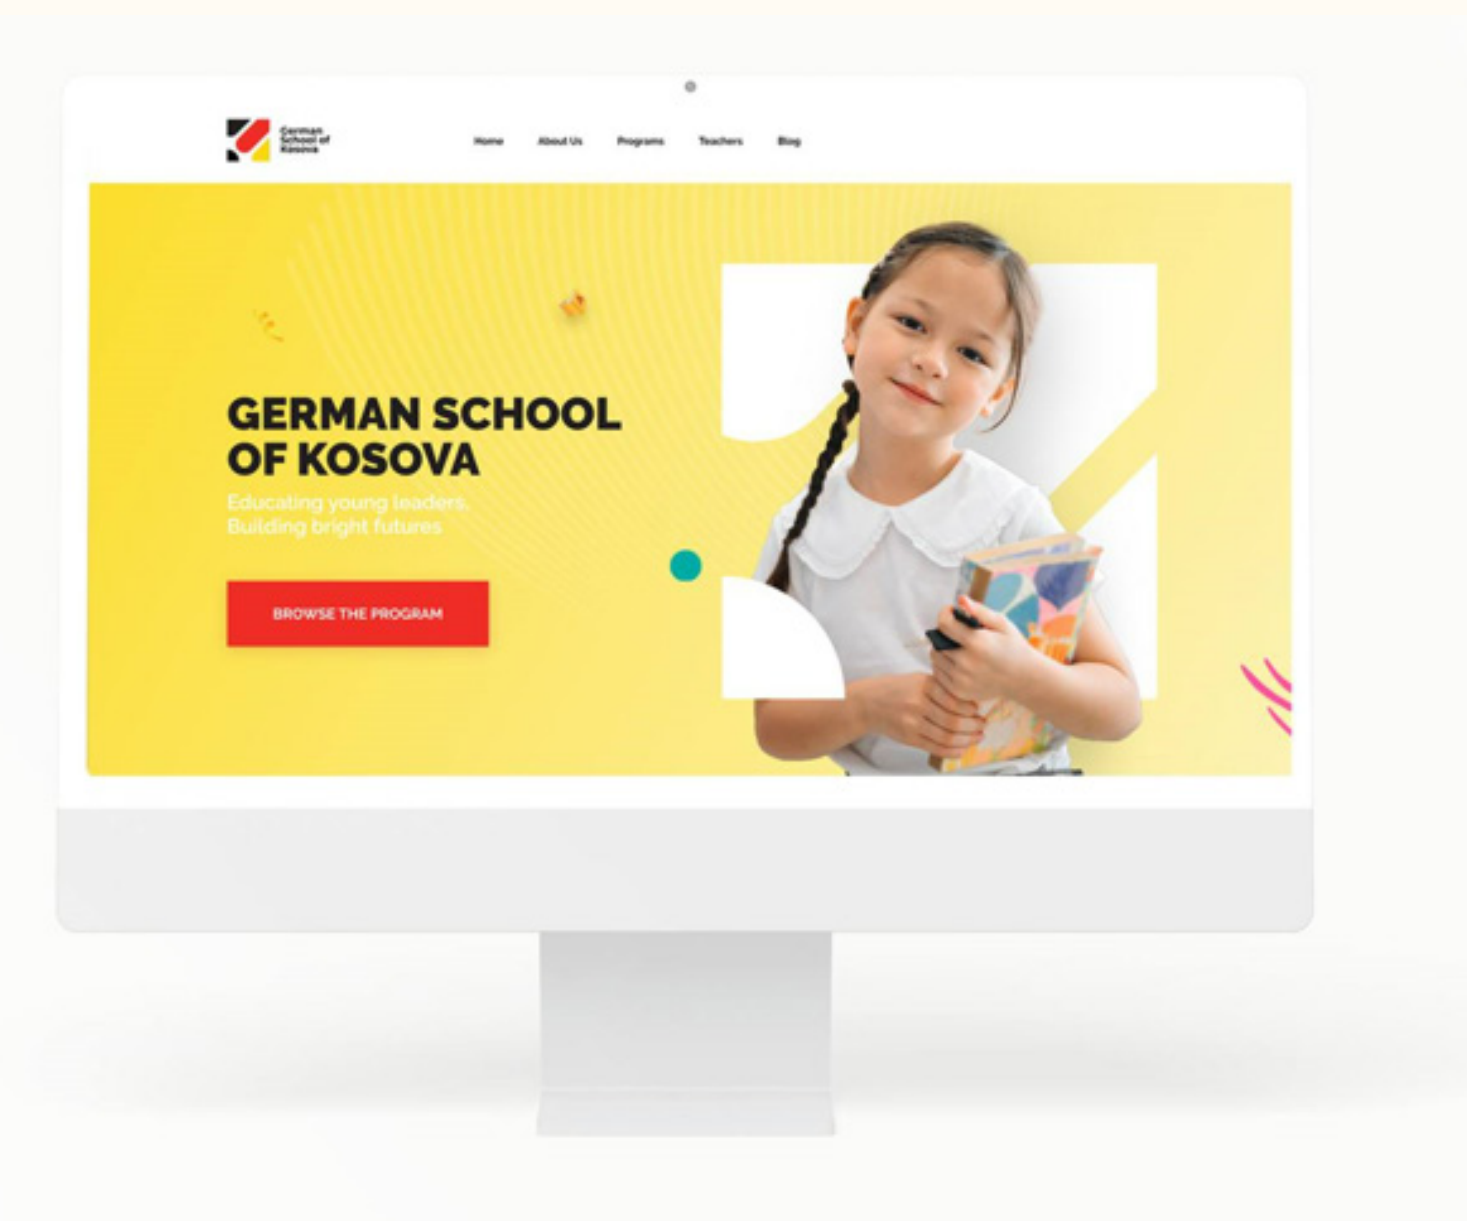 German
School of
Kosova
Home About Us Programs Teachers Blog
GERMAN SCHOOL
OF KOSOVA
Educating young leaders,
Building bright futures
BROWSE THE PROGRAM